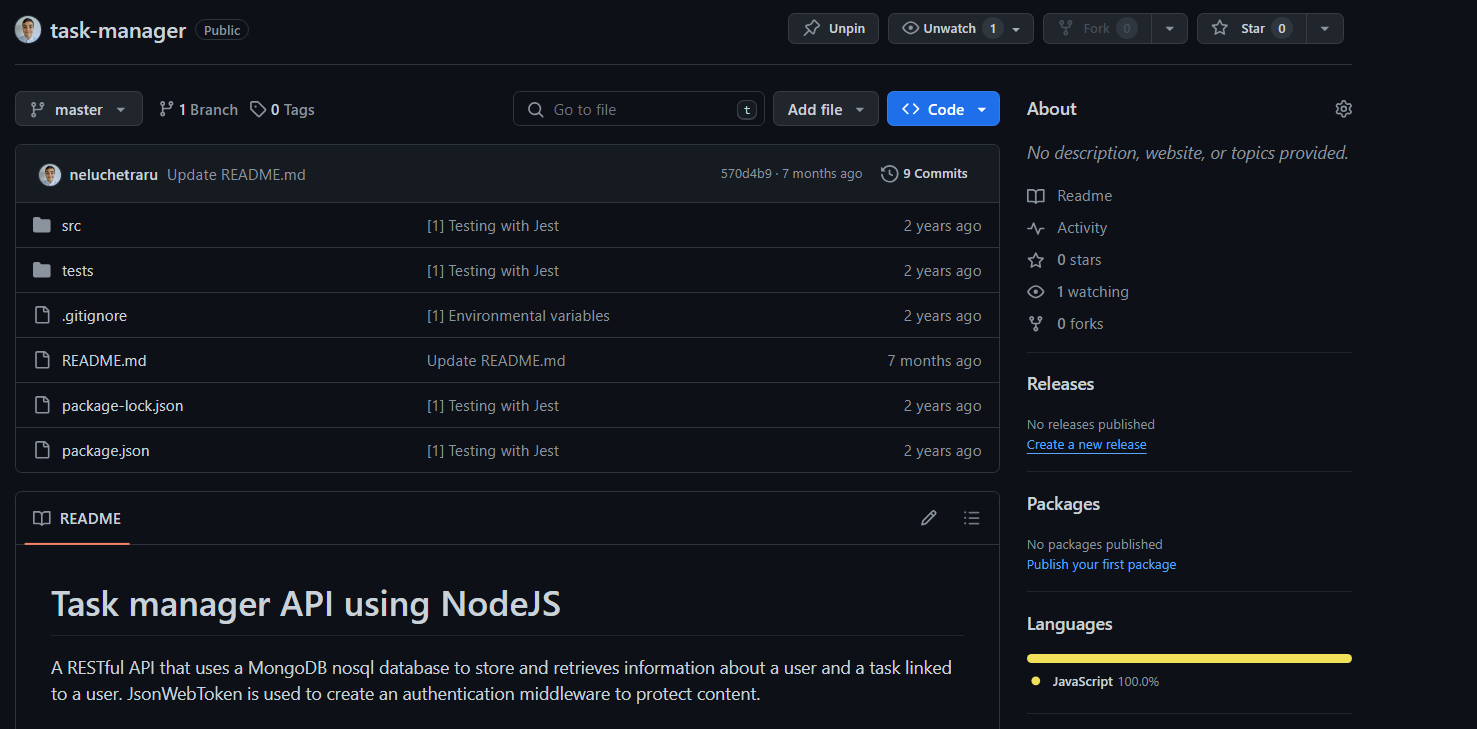 task-manager Public Unpin Unwatch 1 Fork 0 Star 0
master 1 Branch 0 Tags Go to file t Add file Code
neluchetraru Update README.md 570d4b9 · 7 months ago 9 Commits
src [1] Testing with Jest 2 years ago
tests [1] Testing with Jest 2 years ago
.gitignore [1] Environmental variables 2 years ago
README.md Update README.md 7 months ago
package-lock.json [1] Testing with Jest 2 years ago
package.json [1] Testing with Jest 2 years ago
README
Task manager API using NodeJS
A RESTful API that uses a MongoDB nosql database to store and retrieves information about a user and a task linked
to a user. JsonWebToken is used to create an authentication middleware to protect content.
About
No description, website, or topics provided.
Readme
Activity
0 stars
1 watching
0 forks
Releases
No releases published
Create a new release
Packages
No packages published
Publish your first package
Languages
JavaScript 100.0%